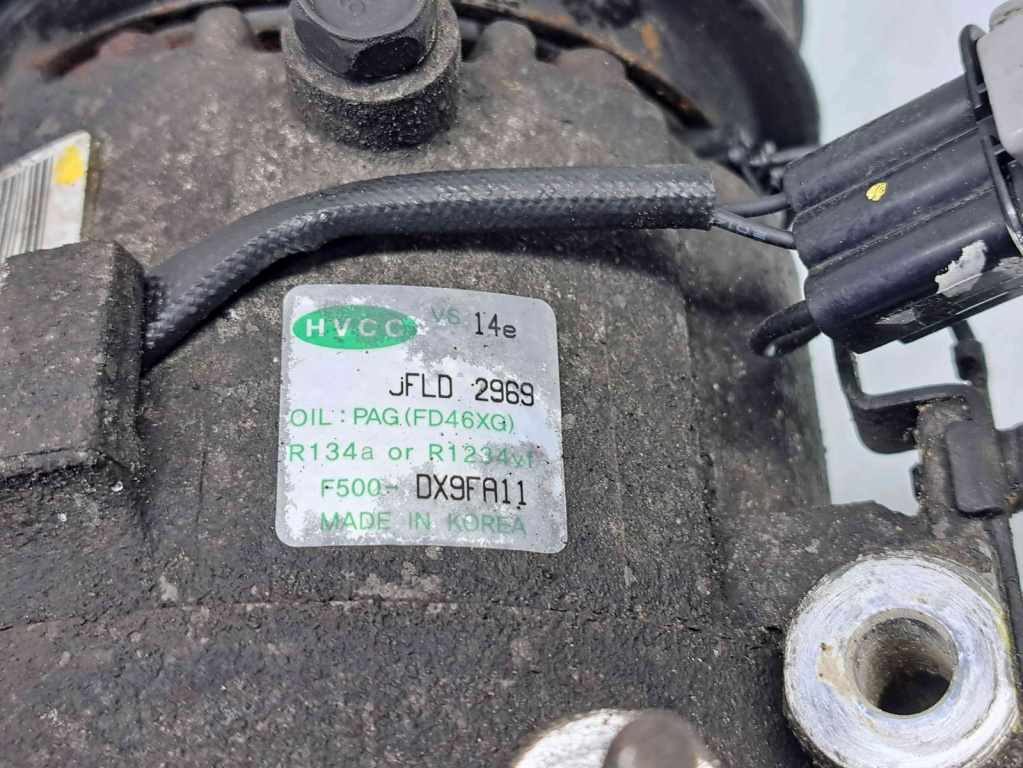 HVCC VS 14e
JFLD 2969
OIL : PAG(FD46XG)
R134a or R1234yf
F500- DX9FA11
MADE IN KOREA